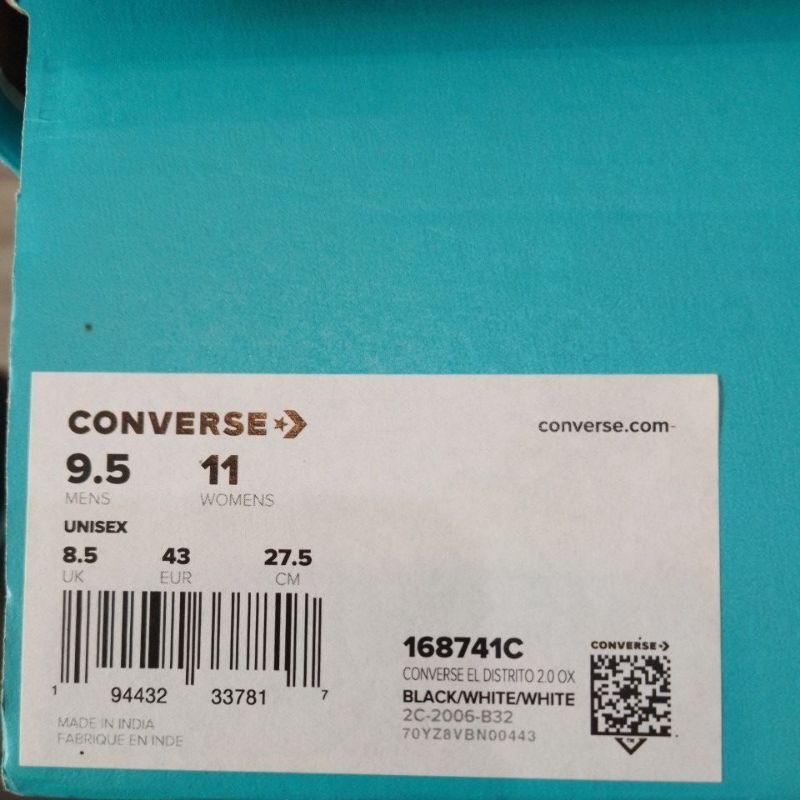 CONVERSE
converse.com
9.5 11
MENS WOMENS
UNISEX
8.5 43 27.5
UK EUR CM
1 94432 33781 7
MADE IN INDIA
FABRIQUE EN INDE
168741C
CONVERSE EL DISTRITO 2.0 OX
BLACK/WHITE/WHITE
2C-2006-B32
70YZ8VBN00443
CONVERSE